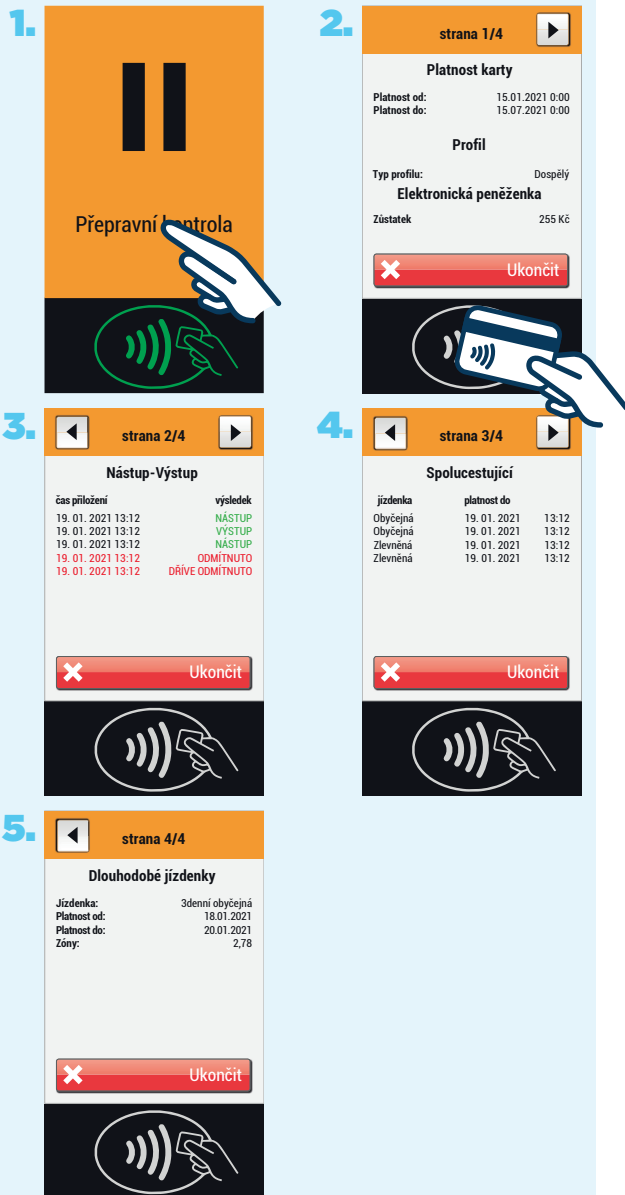 1.
Přepravní kontrola
2.
strana 1/4
Platnost karty
Platnost od: 15.01.2021 0:00
Platnost do: 15.07.2021 0:00
Profil
Typ profilu: Dospělý
Elektronická peněženka
Zůstatek 255 Kč
Ukončit
3.
strana 2/4
Nástup-Výstup
čas přiložení výsledek
19. 01. 2021 13:12 NÁSTUP
19. 01. 2021 13:12 VÝSTUP
19. 01. 2021 13:12 NÁSTUP
19. 01. 2021 13:12 ODMÍTNUTO
19. 01. 2021 13:12 DŘÍVE ODMÍTNUTO
Ukončit
4.
strana 3/4
Spolucestující
jízdenka platnost do
Obyčejná 19. 01. 2021 13:12
Obyčejná 19. 01. 2021 13:12
Zlevněná 19. 01. 2021 13:12
Zlevněná 19. 01. 2021 13:12
Ukončit
5.
strana 4/4
Dlouhodobé jízdenky
Jízdenka: 3denní obyčejná
Platnost od: 18.01.2021
Platnost do: 20.01.2021
Zóny: 2,78
Ukončit